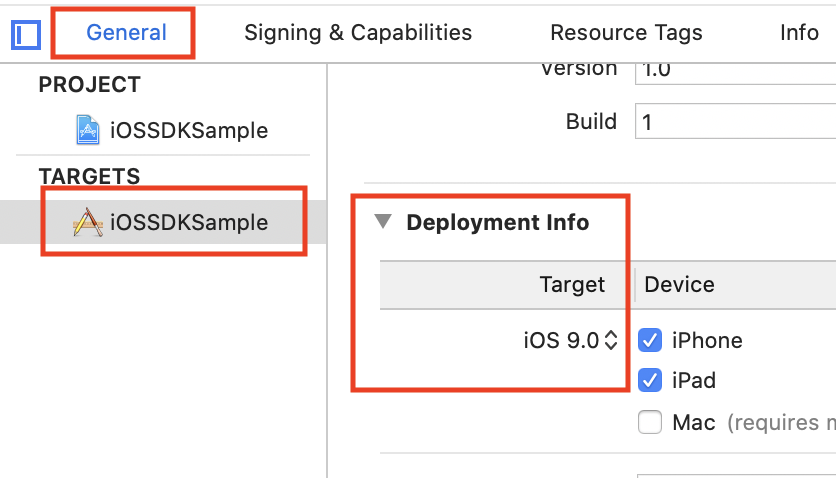 General Signing & Capabilities Resource Tags Info
PROJECT
iOSSDKSample
TARGETS
iOSSDKSample
Version 1.0
Build 1
Deployment Info
Target Device
iOS 9.0 iPhone
iPad
Mac (requires m